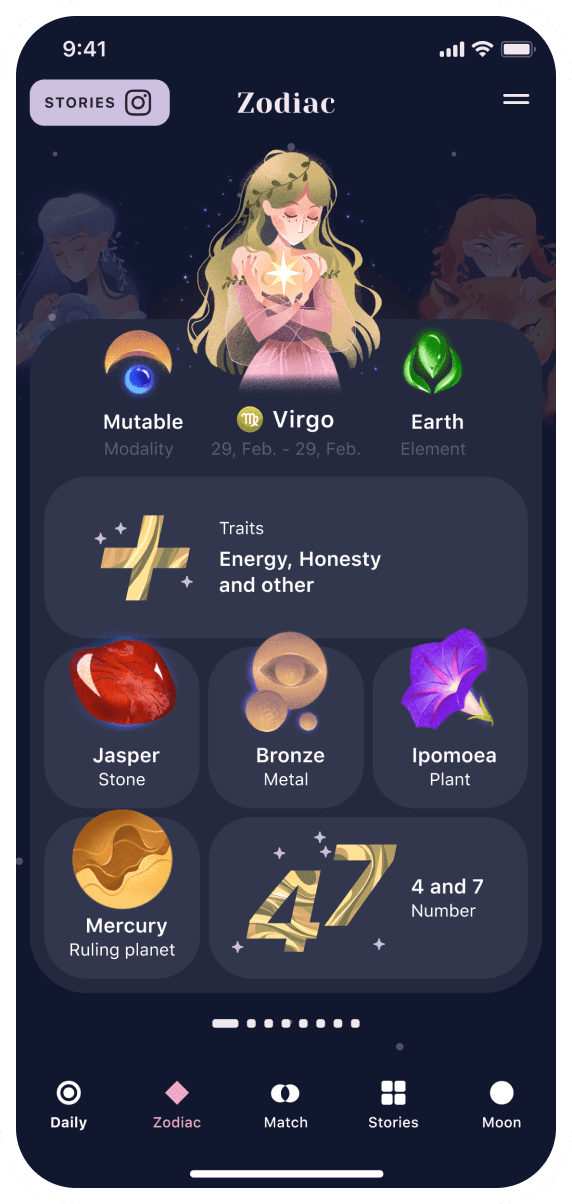 9:41
STORIES
Zodiac
Mutable
Modality
♍ Virgo
29, Feb. - 29, Feb.
Earth
Element
Traits
Energy, Honesty
and other
Jasper
Stone
Bronze
Metal
Ipomoea
Plant
Mercury
Ruling planet
47
4 and 7
Number
Daily
Zodiac
Match
Stories
Moon